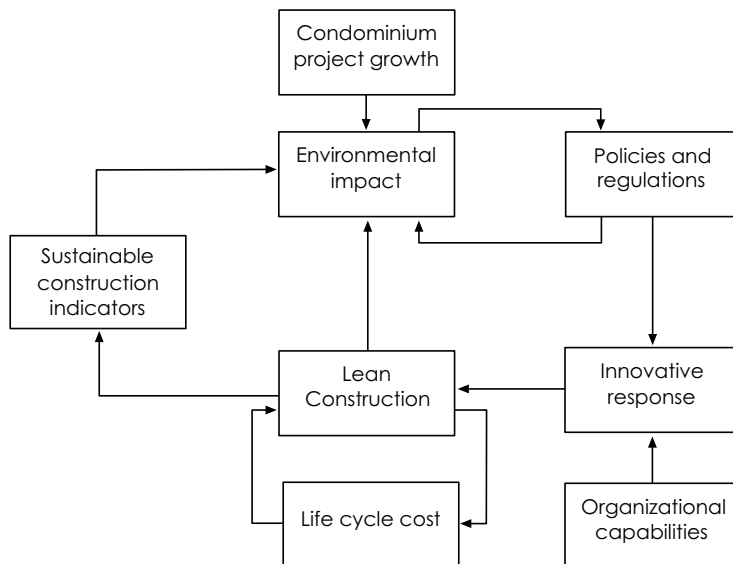 Condominium
project growth
Environmental
impact
Policies and
regulations
Sustainable
construction
indicators
Lean
Construction
Innovative
response
Life cycle cost
Organizational
capabilities